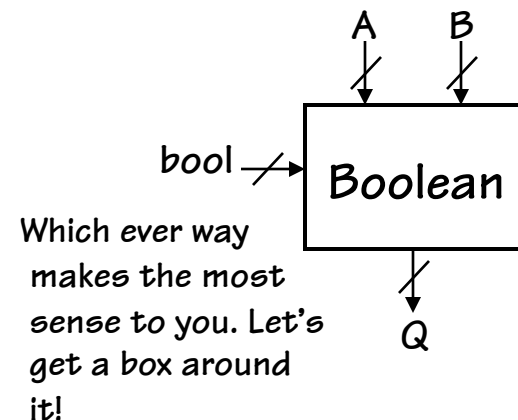 A B
bool
Boolean
Which ever way
makes the most
sense to you. Let's
get a box around
it!
Q